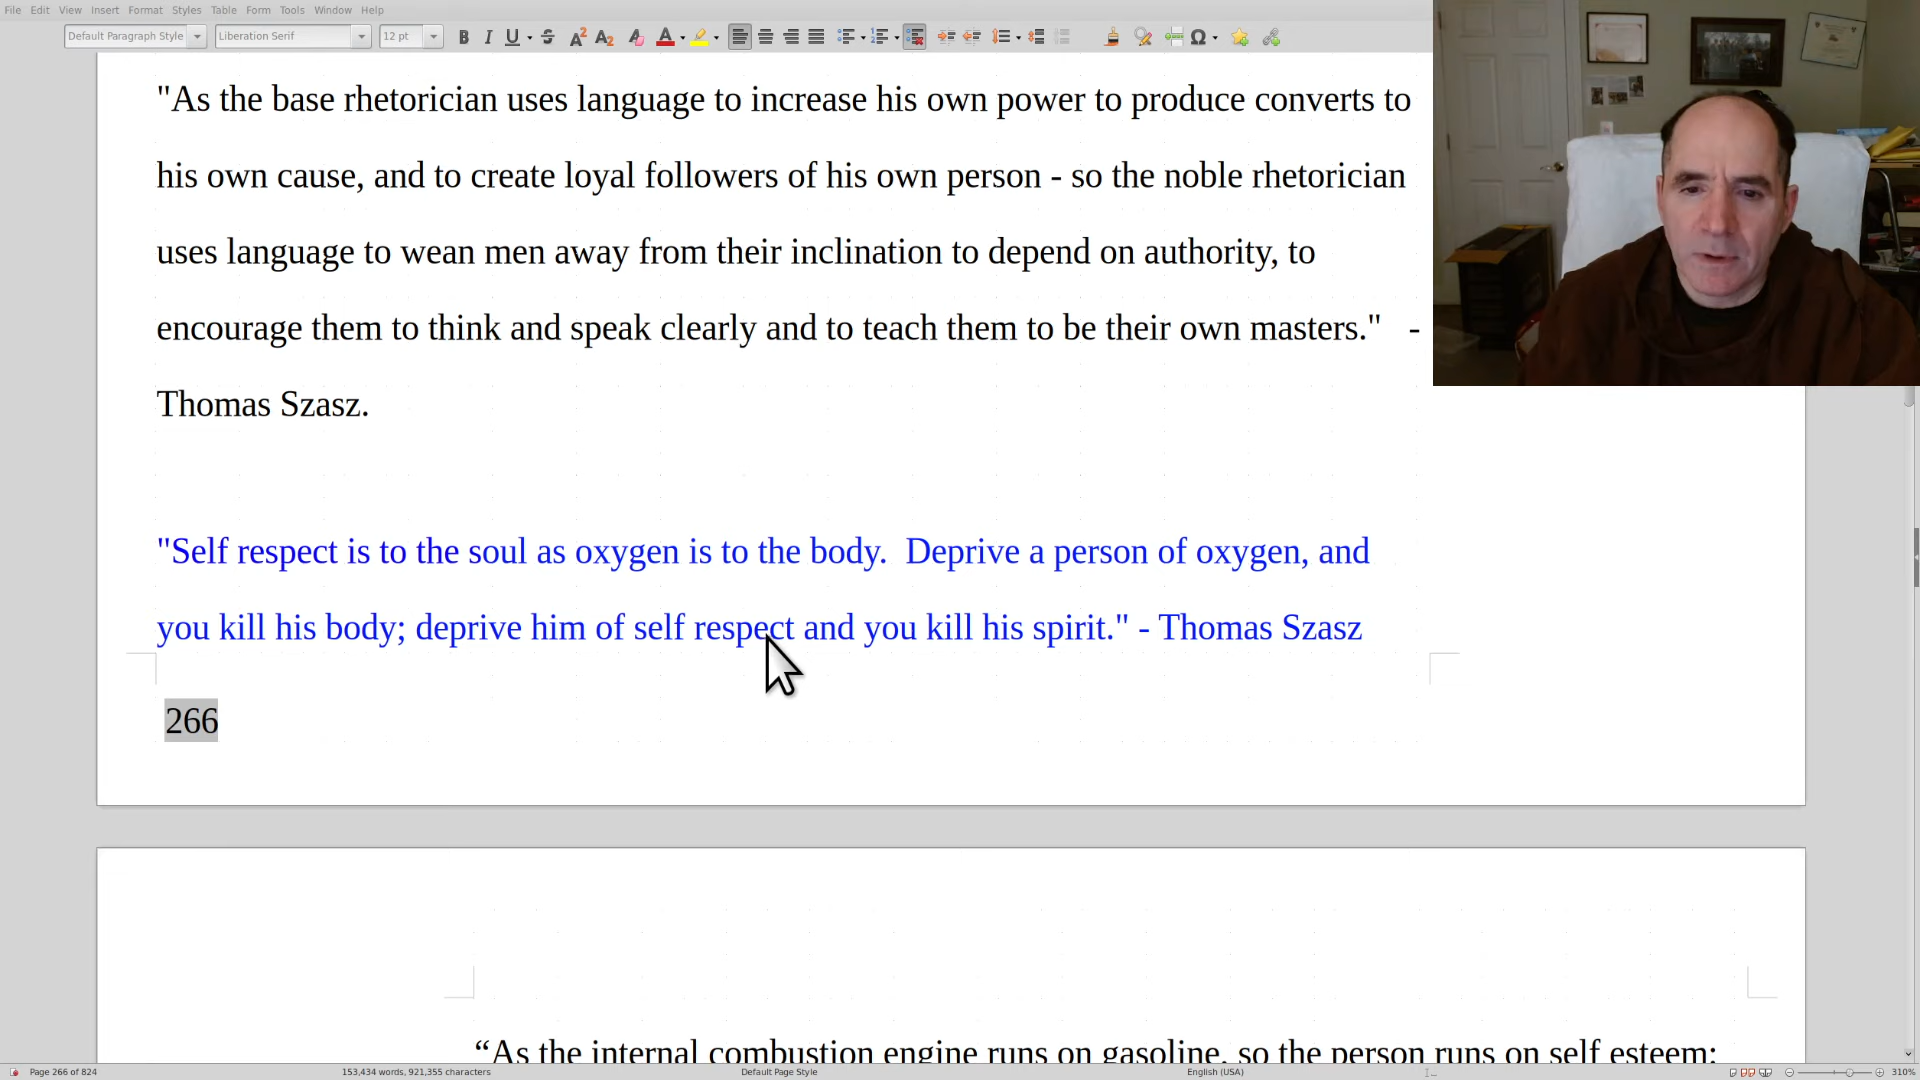 File Edit View Insert Format Styles Table Form Tools Window Help
Default Paragraph Style Liberation Serif 12 pt
"As the base rhetorician uses language to increase his own power to produce converts to
his own cause, and to create loyal followers of his own person - so the noble rhetorician
uses language to wean men away from their inclination to depend on authority, to
encourage them to think and speak clearly and to teach them to be their own masters." -
Thomas Szasz.
"Self respect is to the soul as oxygen is to the body. Deprive a person of oxygen, and
you kill his body; deprive him of self respect and you kill his spirit." - Thomas Szasz
266
“As the internal combustion engine runs on gasoline, so the person runs on self esteem:
Page 266 of 824 153,434 words, 921,355 characters Default Page Style English (USA) 310%